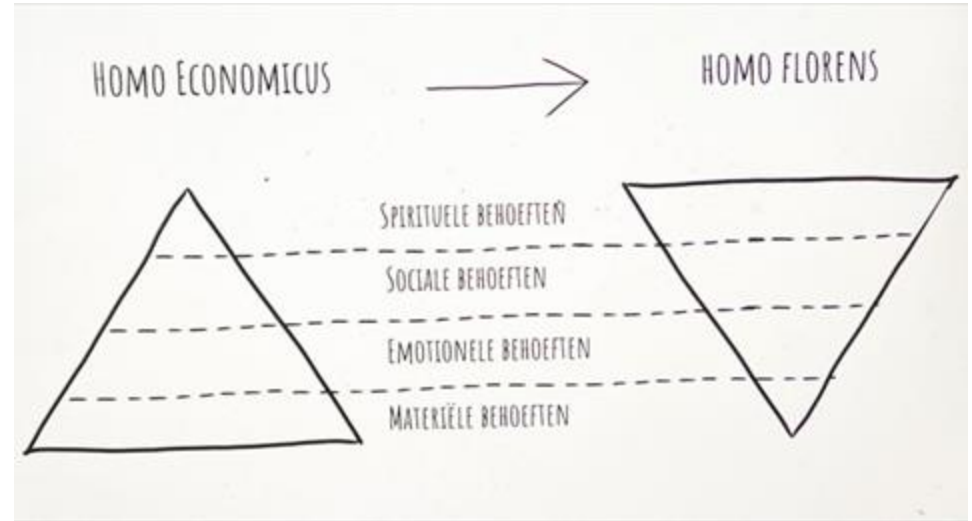 HOMO ECONOMICUS
HOMO FLORENS
SPIRITUELE BEHOEFTEN
SOCIALE BEHOEFTEN
EMOTIONELE BEHOEFTEN
MATERIËLE BEHOEFTEN